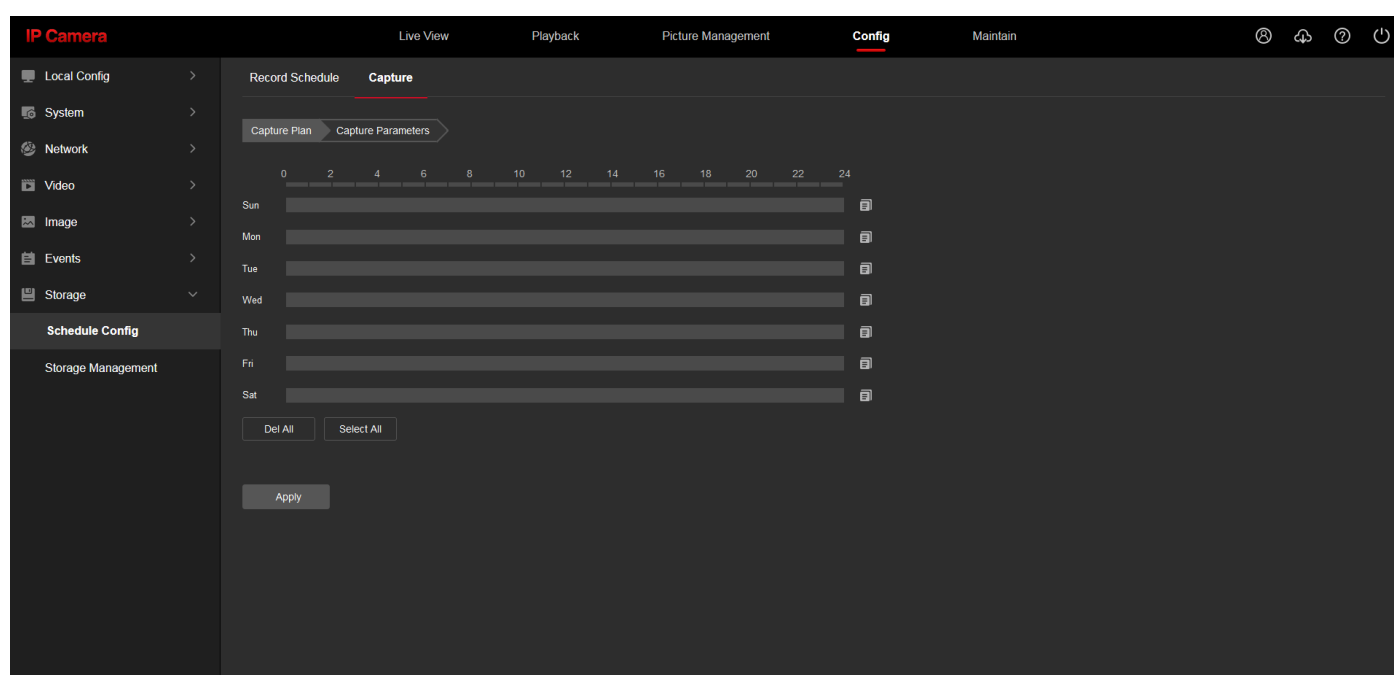 IP Camera Live View Playback Picture Management Config Maintain
Local Config
System
Network
Video
Image
Events
Storage
Schedule Config
Storage Management
Record Schedule Capture
Capture Plan Capture Parameters
0 2 4 6 8 10 12 14 16 18 20 22 24
Sun
Mon
Tue
Wed
Thu
Fri
Sat
Del All Select All
Apply